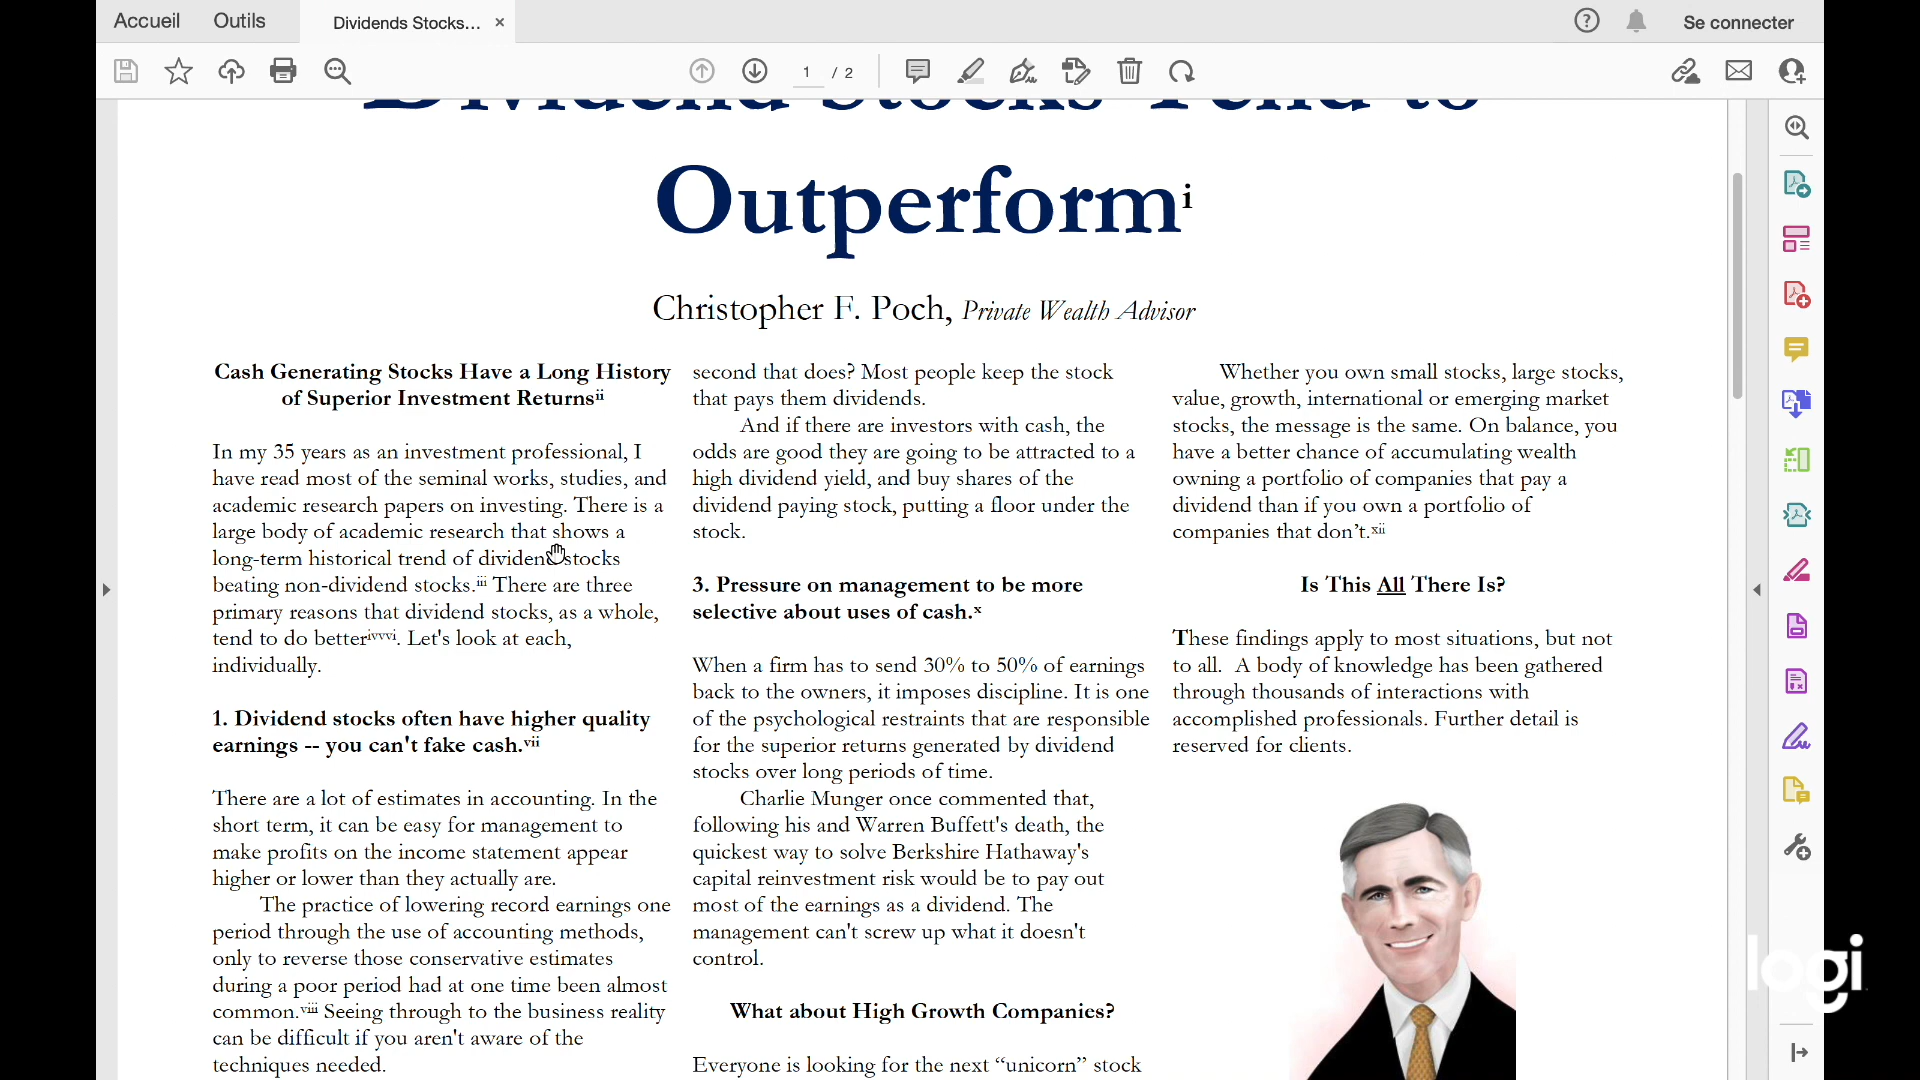 Accueil
Outils
Dividends Stocks...
Se connecter
1 / 2
Dividend Stocks Tend to
Outperformⁱ
Christopher F. Poch, Private Wealth Advisor
Cash Generating Stocks Have a Long History
of Superior Investment Returnsⁱⁱ
In my 35 years as an investment professional, I
have read most of the seminal works, studies, and
academic research papers on investing. There is a
large body of academic research that shows a
long-term historical trend of dividend stocks
beating non-dividend stocks.ⁱⁱⁱ There are three
primary reasons that dividend stocks, as a whole,
tend to do betterⁱᵛᵛᵛⁱ. Let's look at each,
individually.
1. Dividend stocks often have higher quality
earnings -- you can't fake cash.ᵛⁱⁱ
There are a lot of estimates in accounting. In the
short term, it can be easy for management to
make profits on the income statement appear
higher or lower than they actually are.
The practice of lowering record earnings one
period through the use of accounting methods,
only to reverse those conservative estimates
during a poor period had at one time been almost
common.ᵛⁱⁱⁱ Seeing through to the business reality
can be difficult if you aren't aware of the
techniques needed.
second that does? Most people keep the stock
that pays them dividends.
And if there are investors with cash, the
odds are good they are going to be attracted to a
high dividend yield, and buy shares of the
dividend paying stock, putting a floor under the
stock.
3. Pressure on management to be more
selective about uses of cash.ˣ
When a firm has to send 30% to 50% of earnings
back to the owners, it imposes discipline. It is one
of the psychological restraints that are responsible
for the superior returns generated by dividend
stocks over long periods of time.
Charlie Munger once commented that,
following his and Warren Buffett's death, the
quickest way to solve Berkshire Hathaway's
capital reinvestment risk would be to pay out
most of the earnings as a dividend. The
management can't screw up what it doesn't
control.
What about High Growth Companies?
Everyone is looking for the next “unicorn” stock
Whether you own small stocks, large stocks,
value, growth, international or emerging market
stocks, the message is the same. On balance, you
have a better chance of accumulating wealth
owning a portfolio of companies that pay a
dividend than if you own a portfolio of
companies that don’t.ˣⁱⁱ
Is This All There Is?
These findings apply to most situations, but not
to all. A body of knowledge has been gathered
through thousands of interactions with
accomplished professionals. Further detail is
reserved for clients.
logi